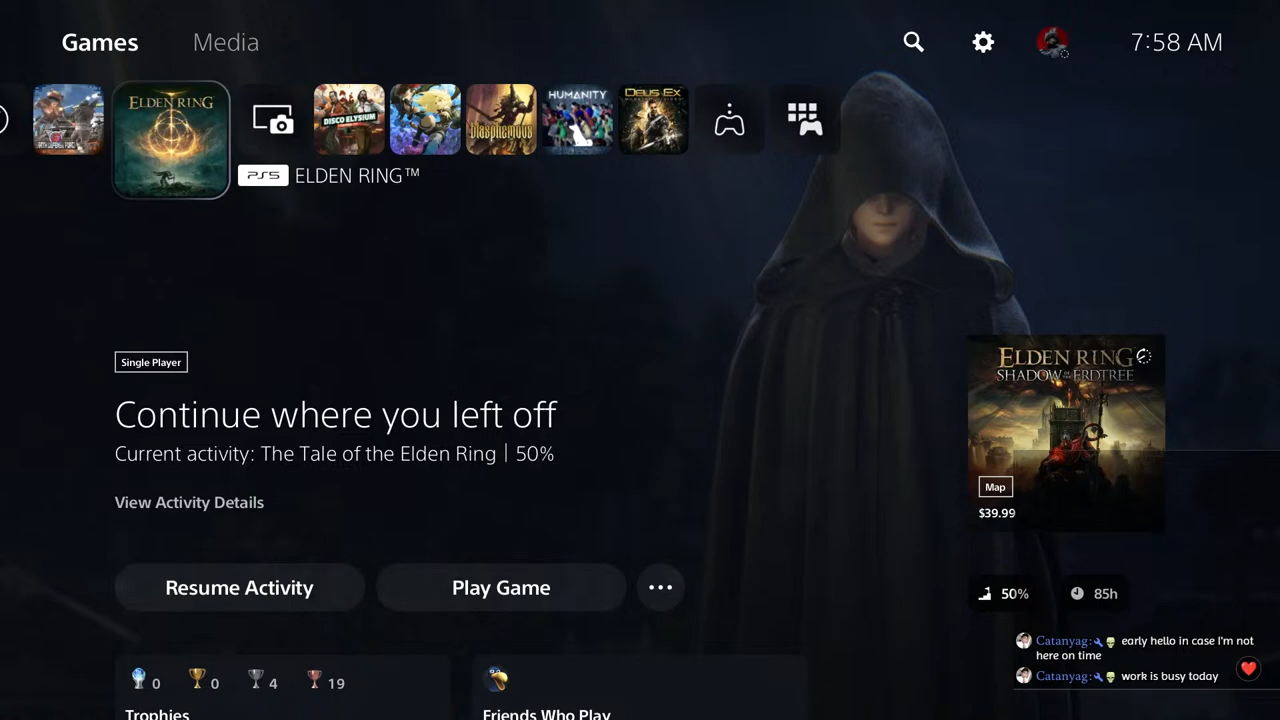 Games
Media
7:58 AM
ELDEN RING
DISCO ELYSIUM
Blasphemous
HUMANITY
DEUS EX
PS5 ELDEN RING™
Single Player
Continue where you left off
Current activity: The Tale of the Elden Ring | 50%
View Activity Details
Resume Activity
Play Game
ELDEN RING
SHADOW OF THE ERDTREE
Map
$39.99
50%
85h
Catanyag: early hello in case I'm not
here on time
Catanyag: work is busy today
0
0
4
19
Trophies
Friends Who Play